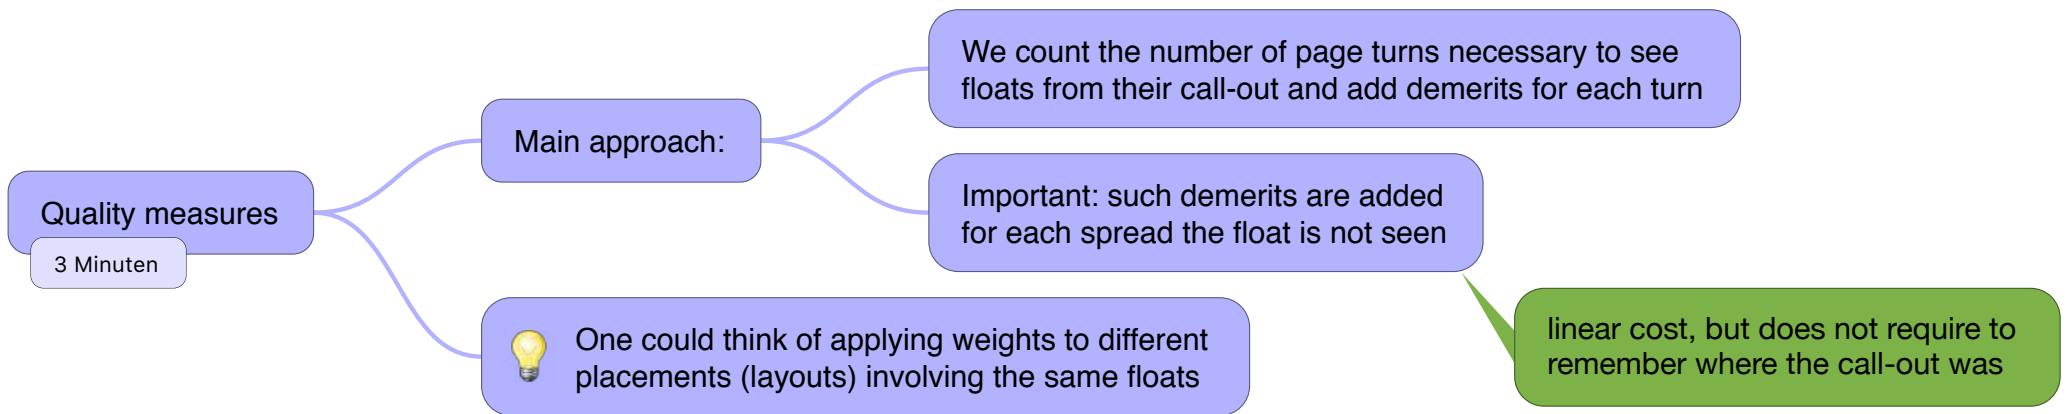 Quality measures
3 Minuten
Main approach:
We count the number of page turns necessary to see
floats from their call-out and add demerits for each turn
Important: such demerits are added
for each spread the float is not seen
linear cost, but does not require to
remember where the call-out was
One could think of applying weights to different
placements (layouts) involving the same floats